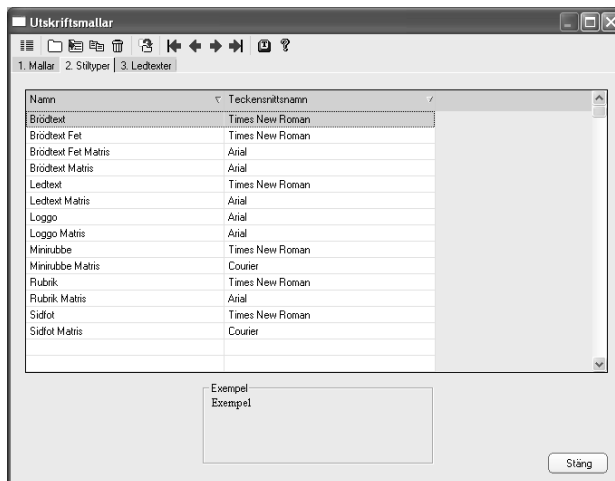 Utskriftsmallar
1. Mallar 2. Stiltyper 3. Ledtexter
Namn Teckensnittsnamn
Brödtext Times New Roman
Brödtext Fet Times New Roman
Brödtext Fet Matris Arial
Brödtext Matris Arial
Ledtext Times New Roman
Ledtext Matris Arial
Loggo Arial
Loggo Matris Arial
Minirubbe Times New Roman
Minirubbe Matris Courier
Rubrik Times New Roman
Rubrik Matris Arial
Sidfot Times New Roman
Sidfot Matris Courier
Exempel
Exempel
Stäng